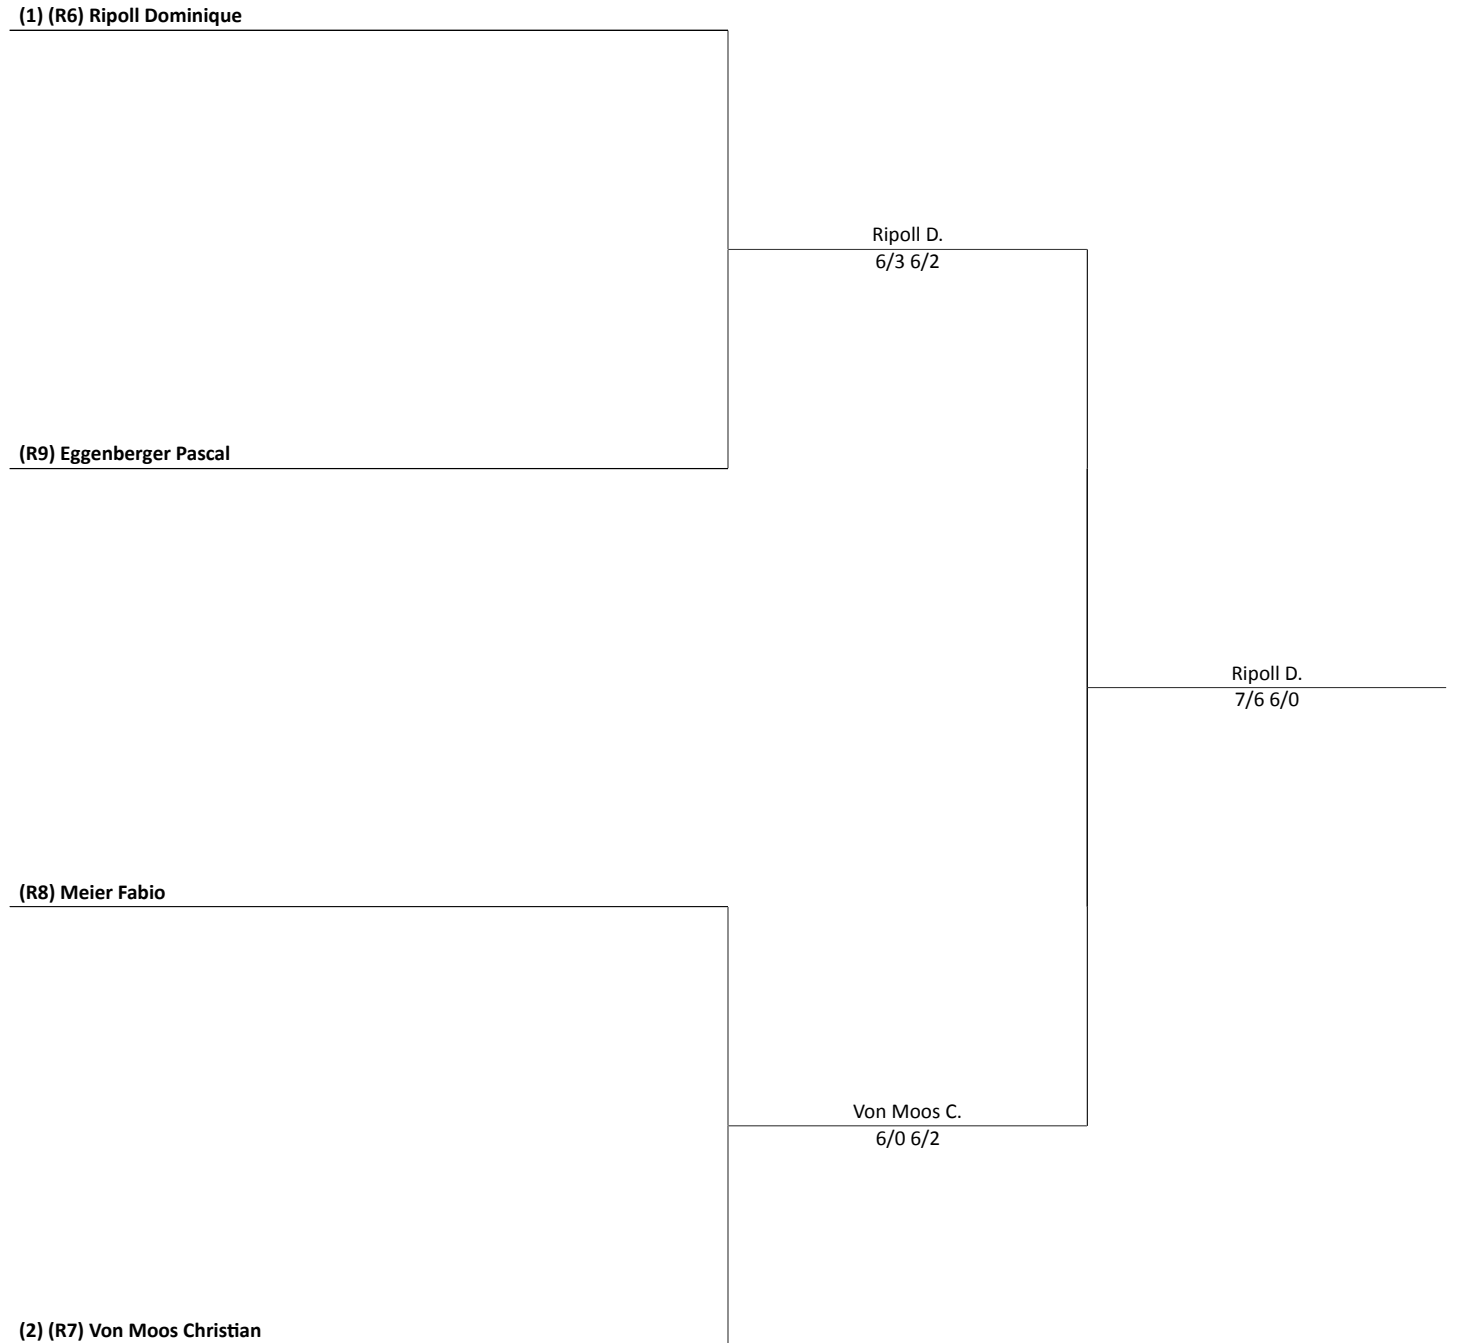 (1) (R6) Ripoll Dominique
Ripoll D.
6/3 6/2
(R9) Eggenberger Pascal
Ripoll D.
7/6 6/0
(R8) Meier Fabio
Von Moos C.
6/0 6/2
(2) (R7) Von Moos Christian